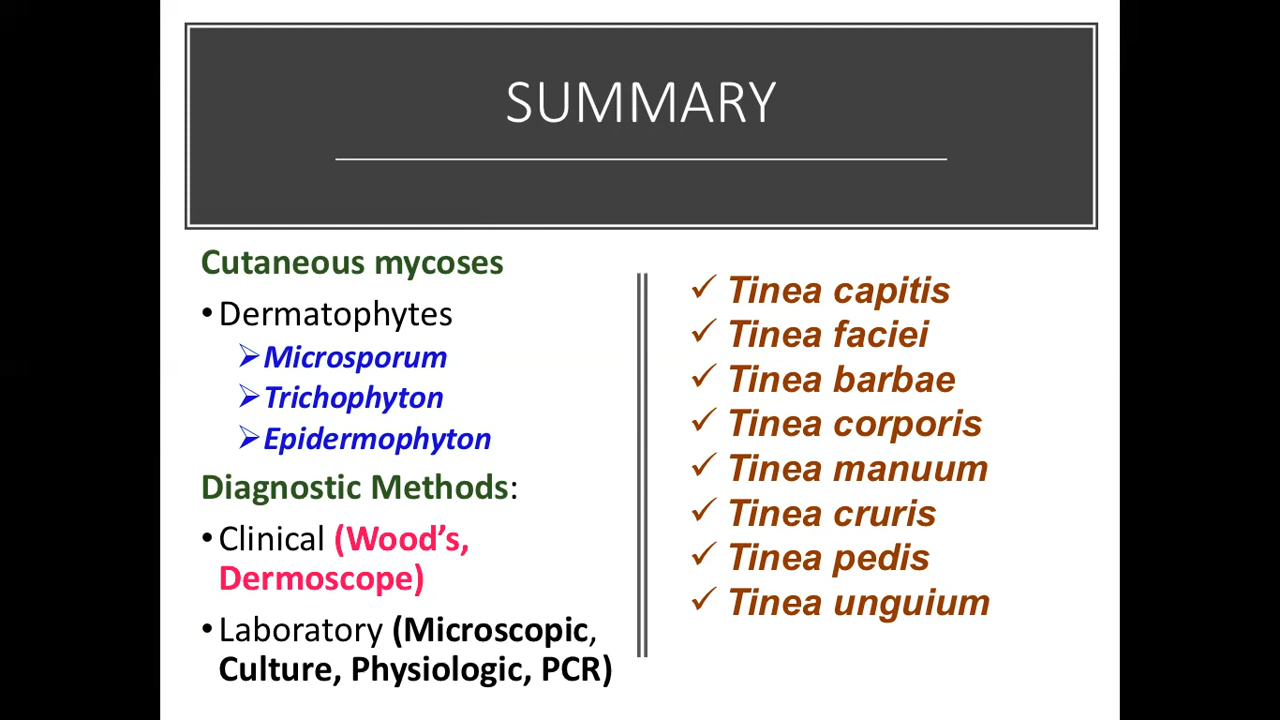 SUMMARY
Cutaneous mycoses
• Dermatophytes
➢ Microsporum
➢ Trichophyton
➢ Epidermophyton
Diagnostic Methods:
• Clinical (Wood’s,
Dermoscope)
• Laboratory (Microscopic,
Culture, Physiologic, PCR)
✓ Tinea capitis
✓ Tinea faciei
✓ Tinea barbae
✓ Tinea corporis
✓ Tinea manuum
✓ Tinea cruris
✓ Tinea pedis
✓ Tinea unguium